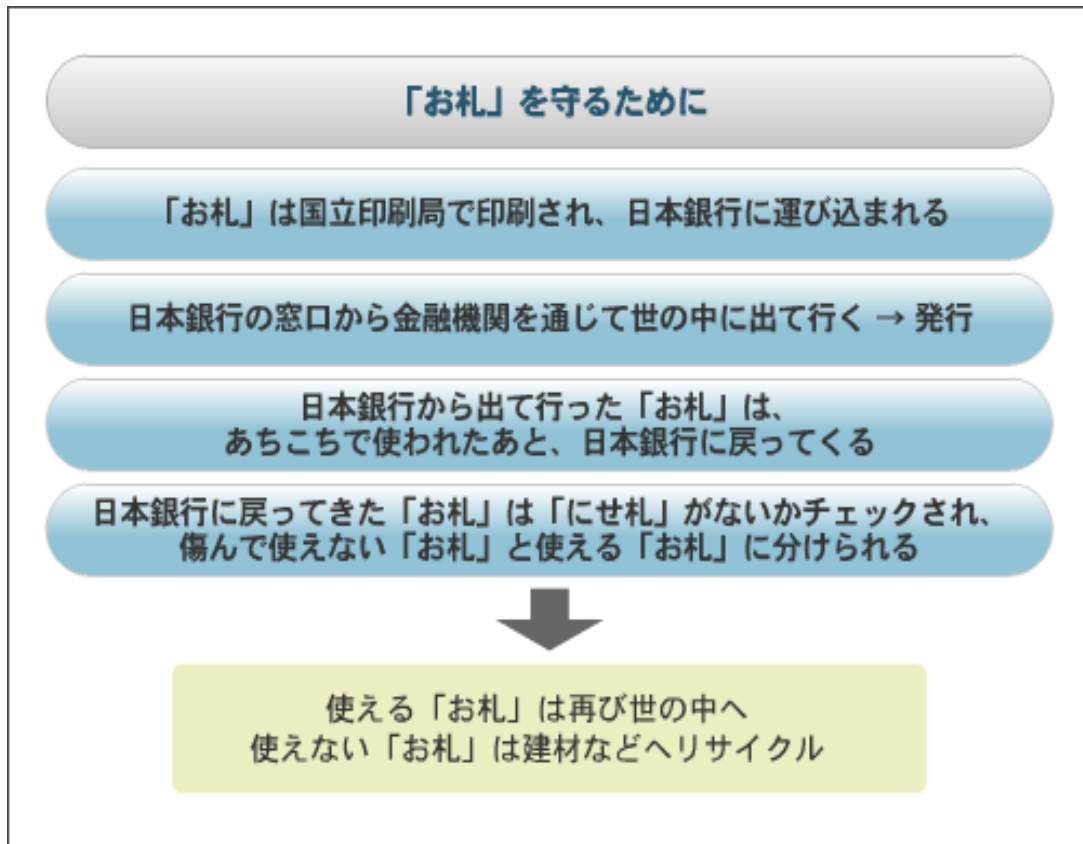 「お札」を守るために
「お札」は国立印刷局で印刷され、日本銀行に運び込まれる
日本銀行の窓口から金融機関を通じて世の中に出て行く → 発行
日本銀行から出て行った「お札」は、
あちこちで使われたあと、日本銀行に戻ってくる
日本銀行に戻ってきた「お札」は「にせ札」がないかチェックされ、
傷んで使えない「お札」と使える「お札」に分けられる
使える「お札」は再び世の中へ
使えない「お札」は建材などへリサイクル